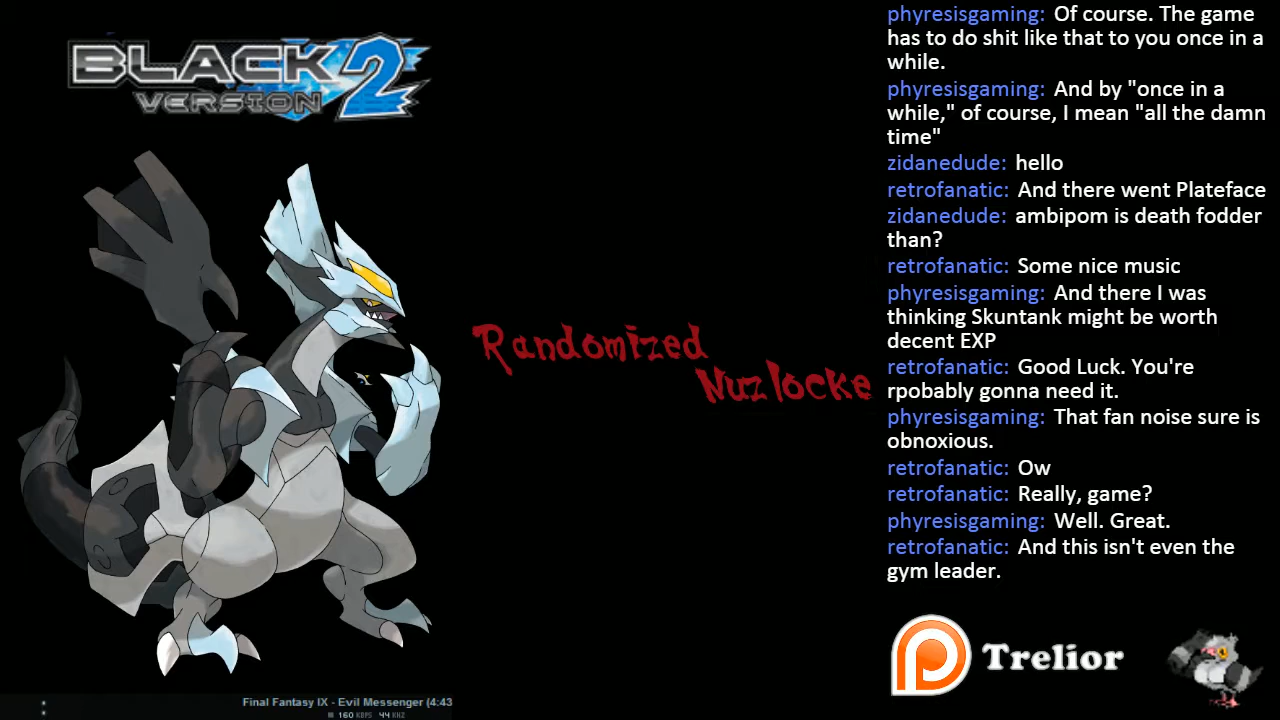 BLACK
VERSION 2
Randomized
Nuzlocke
phyresisgaming: Of course. The game
has to do shit like that to you once in a
while.
phyresisgaming: And by "once in a
while," of course, I mean "all the damn
time"
zidanedude: hello
retrofanatic: And there went Plateface
zidanedude: ambipom is death fodder
than?
retrofanatic: Some nice music
phyresisgaming: And there I was
thinking Skuntank might be worth
decent EXP
retrofanatic: Good Luck. You're
rpobably gonna need it.
phyresisgaming: That fan noise sure is
obnoxious.
retrofanatic: Ow
retrofanatic: Really, game?
phyresisgaming: Well. Great.
retrofanatic: And this isn't even the
gym leader.
Trelior
Final Fantasy IX - Evil Messenger (4:43
160 KBPS 44 KHZ